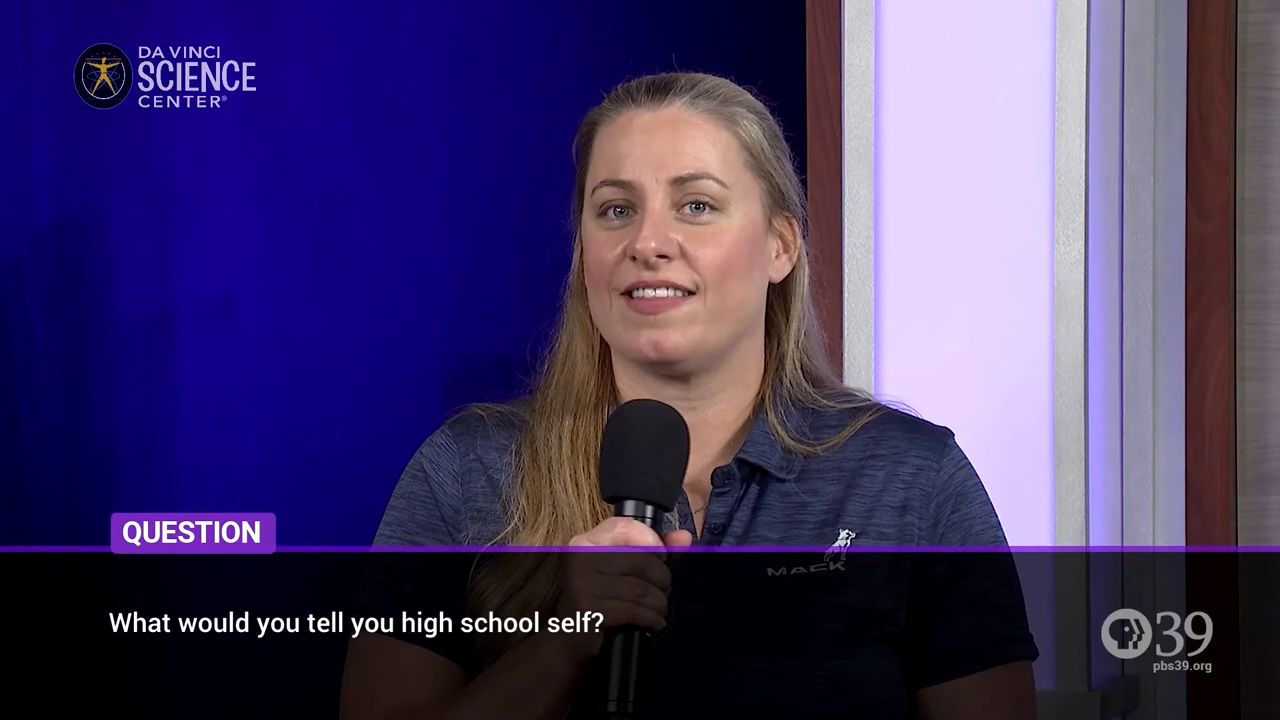 DA VINCI
SCIENCE
CENTER®
QUESTION
MACK
What would you tell you high school self?
39
pbs39.org